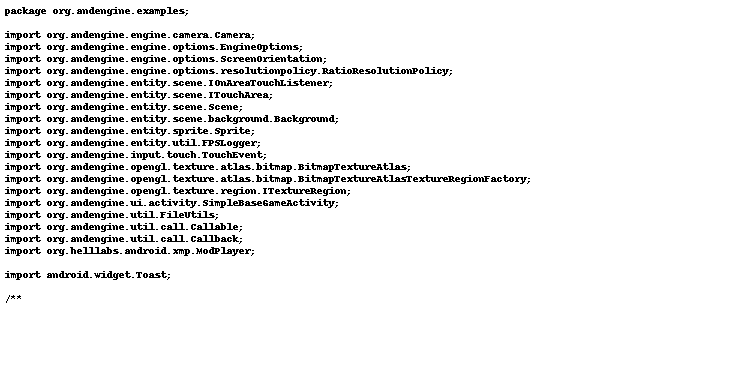 package org.andengine.examples;
import org.andengine.engine.camera.Camera;
import org.andengine.engine.options.EngineOptions;
import org.andengine.engine.options.ScreenOrientation;
import org.andengine.engine.options.resolutionpolicy.RatioResolutionPolicy;
import org.andengine.entity.scene.IOnAreaTouchListener;
import org.andengine.entity.scene.ITouchArea;
import org.andengine.entity.scene.Scene;
import org.andengine.entity.scene.background.Background;
import org.andengine.entity.sprite.Sprite;
import org.andengine.entity.util.FPSLogger;
import org.andengine.input.touch.TouchEvent;
import org.andengine.opengl.texture.atlas.bitmap.BitmapTextureAtlas;
import org.andengine.opengl.texture.atlas.bitmap.BitmapTextureAtlasTextureRegionFactory;
import org.andengine.opengl.texture.region.ITextureRegion;
import org.andengine.ui.activity.SimpleBaseGameActivity;
import org.andengine.util.FileUtils;
import org.andengine.util.call.Callable;
import org.andengine.util.call.Callback;
import org.helllabs.android.xmp.ModPlayer;
import android.widget.Toast;
/**